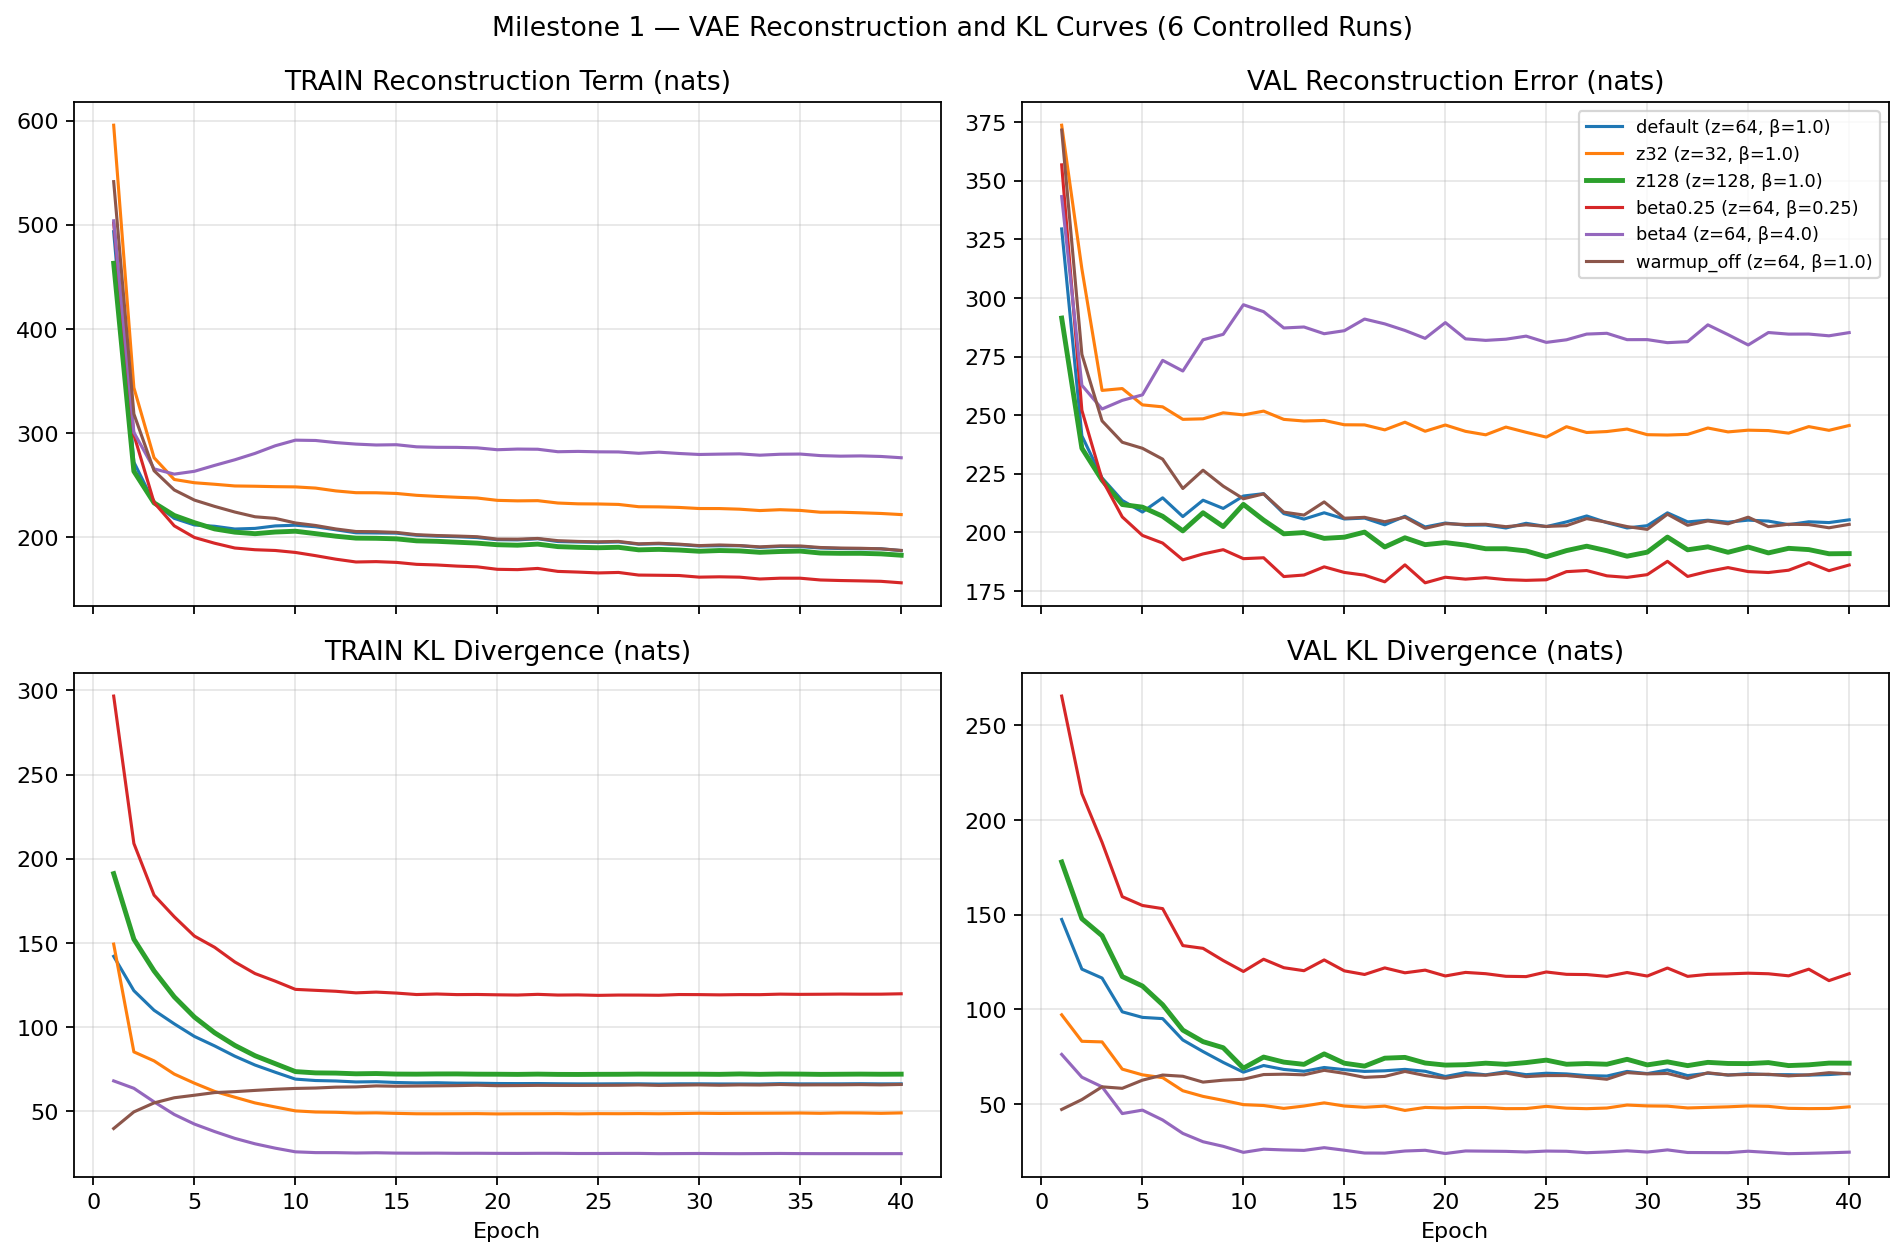 Milestone 1 — VAE Reconstruction and KL Curves (6 Controlled Runs)
TRAIN Reconstruction Term (nats)
600
500
400
300
200
VAL Reconstruction Error (nats)
375
350
325
300
275
250
225
200
175
default (z=64, β=1.0)
z32 (z=32, β=1.0)
z128 (z=128, β=1.0)
beta0.25 (z=64, β=0.25)
beta4 (z=64, β=4.0)
warmup_off (z=64, β=1.0)
TRAIN KL Divergence (nats)
300
250
200
150
100
50
0 5 10 15 20 25 30 35 40
Epoch
VAL KL Divergence (nats)
250
200
150
100
50
0 5 10 15 20 25 30 35 40
Epoch